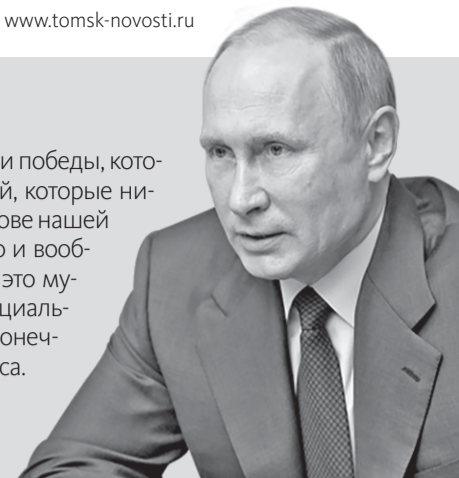 www.tomsk-novosti.ru
и победы, кото-
й, которые ни-
ове нашей
о и вооб-
это му-
циаль-
онеч-
са.